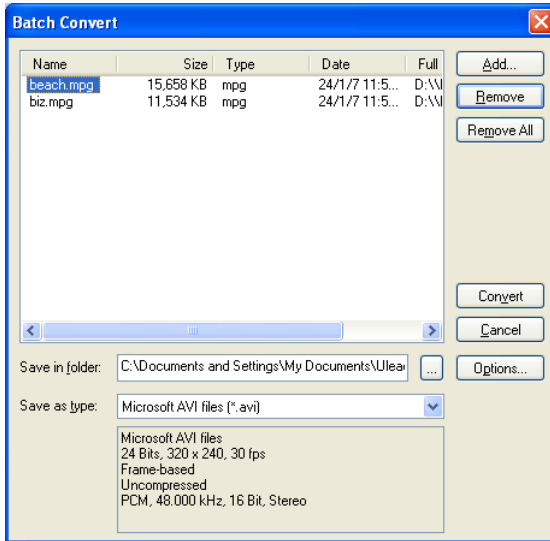 Batch Convert
Name Size Type Date Full
beach.mpg 15,658 KB mpg 24/1/7 11:5... D:\\I
biz.mpg 11,534 KB mpg 24/1/7 11:5... D:\\I
Add...
Remove
Remove All
Convert
Cancel
Save in folder: C:\Documents and Settings\My Documents\Ulea ... Options...
Save as type: Microsoft AVI files (*.avi)
Microsoft AVI files
24 Bits, 320 x 240, 30 fps
Frame-based
Uncompressed
PCM, 48.000 kHz, 16 Bit, Stereo